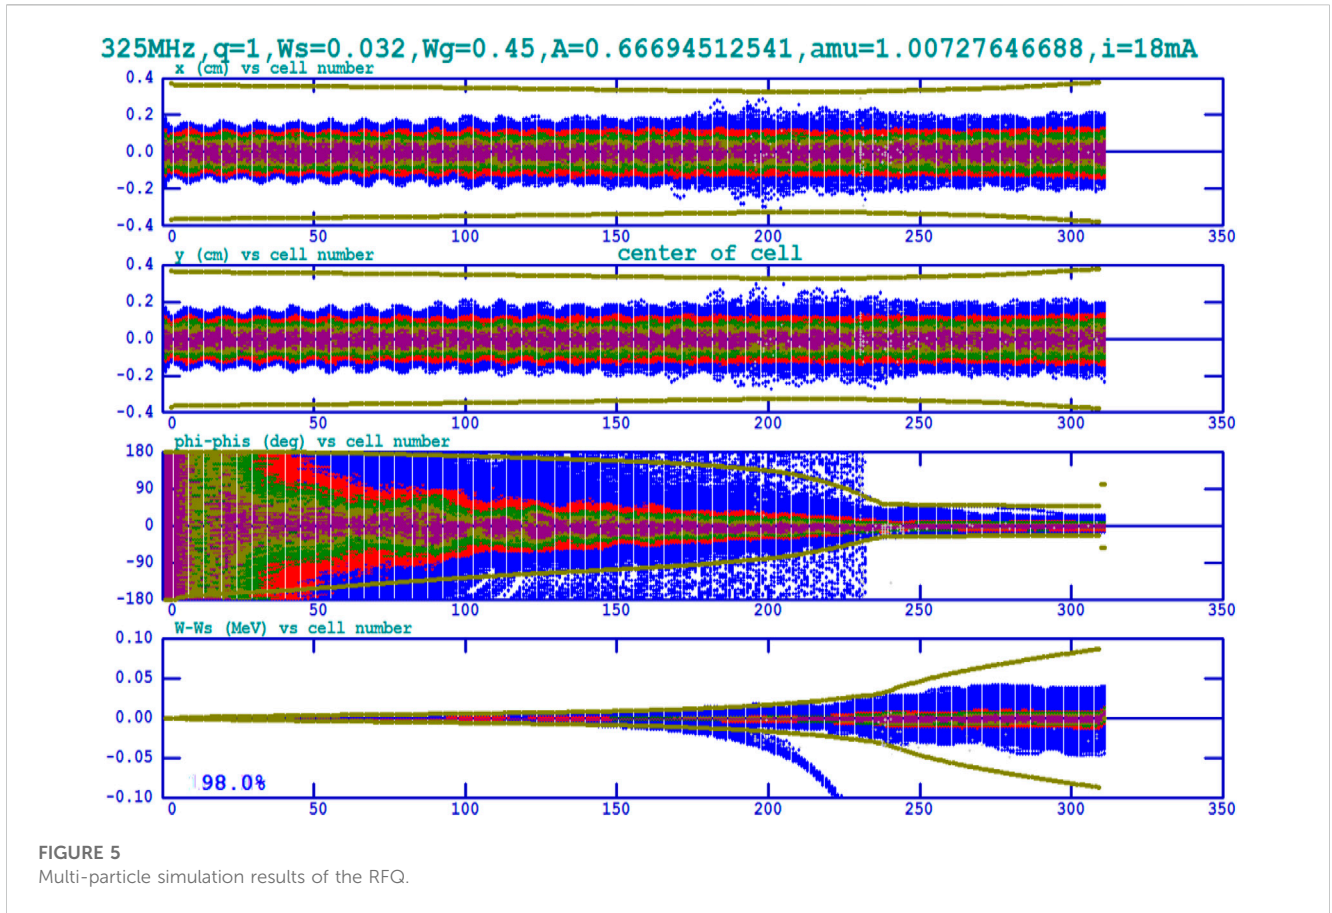 325MHz,q=1,Ws=0.032,Wg=0.45,A=0.66694512541,amu=1.00727646688,i=18mA
x (cm) vs cell number
0.4
0.2
0.0
-0.2
-0.4
0 50 100 150 200 250 300 350
y (cm) vs cell number
center of cell
0.4
0.2
0.0
-0.2
-0.4
0 50 100 150 200 250 300 350
phi-phis (deg) vs cell number
180
90
0
-90
-180
0 50 100 150 200 250 300 350
W-Ws (MeV) vs cell number
0.10
0.05
0.00
-0.05
-0.10
98.0%
0 50 100 150 200 250 300 350
FIGURE 5
Multi-particle simulation results of the RFQ.